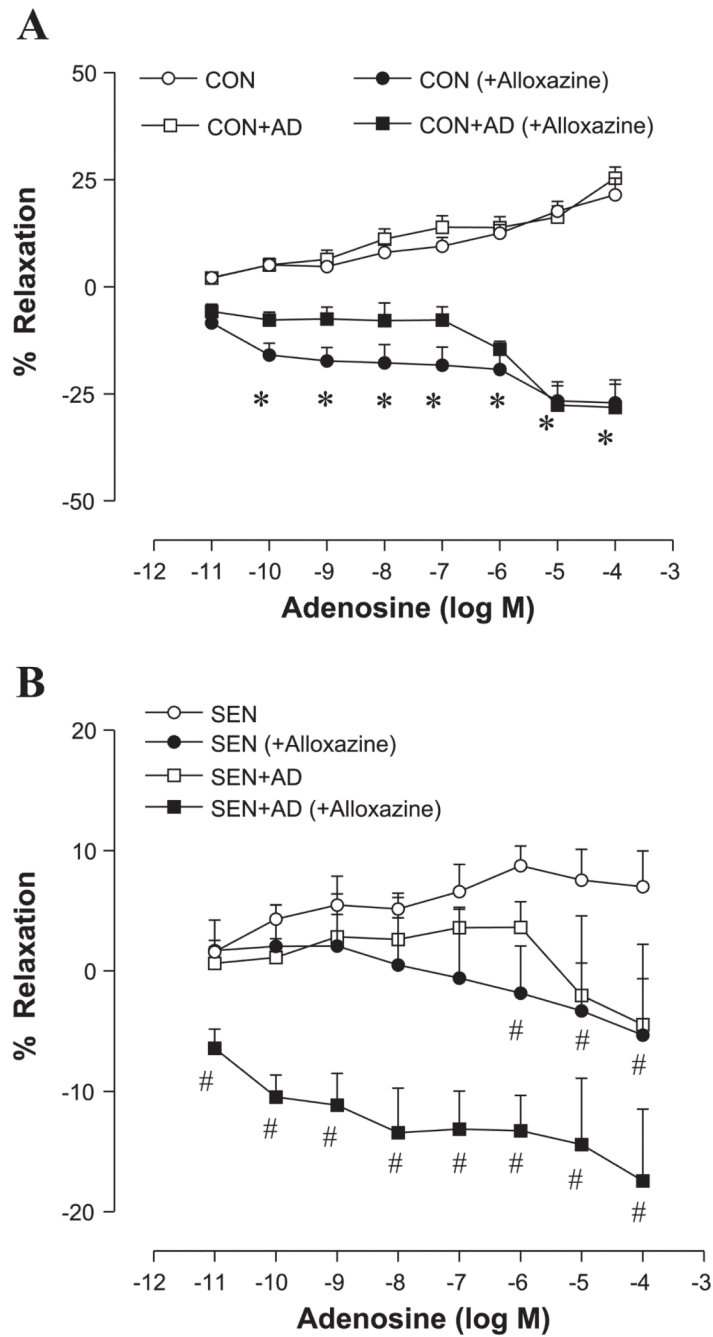 A
50
CON
CON (+Alloxazine)
CON+AD
CON+AD (+Alloxazine)
25
0
-25
-50
% Relaxation
* * * * * * *
-12 -11 -10 -9 -8 -7 -6 -5 -4 -3
Adenosine (log M)
B
SEN
20
SEN (+Alloxazine)
SEN+AD
SEN+AD (+Alloxazine)
10
0
-10
-20
% Relaxation
# # #
# # # # # # # #
-12 -11 -10 -9 -8 -7 -6 -5 -4 -3
Adenosine (log M)